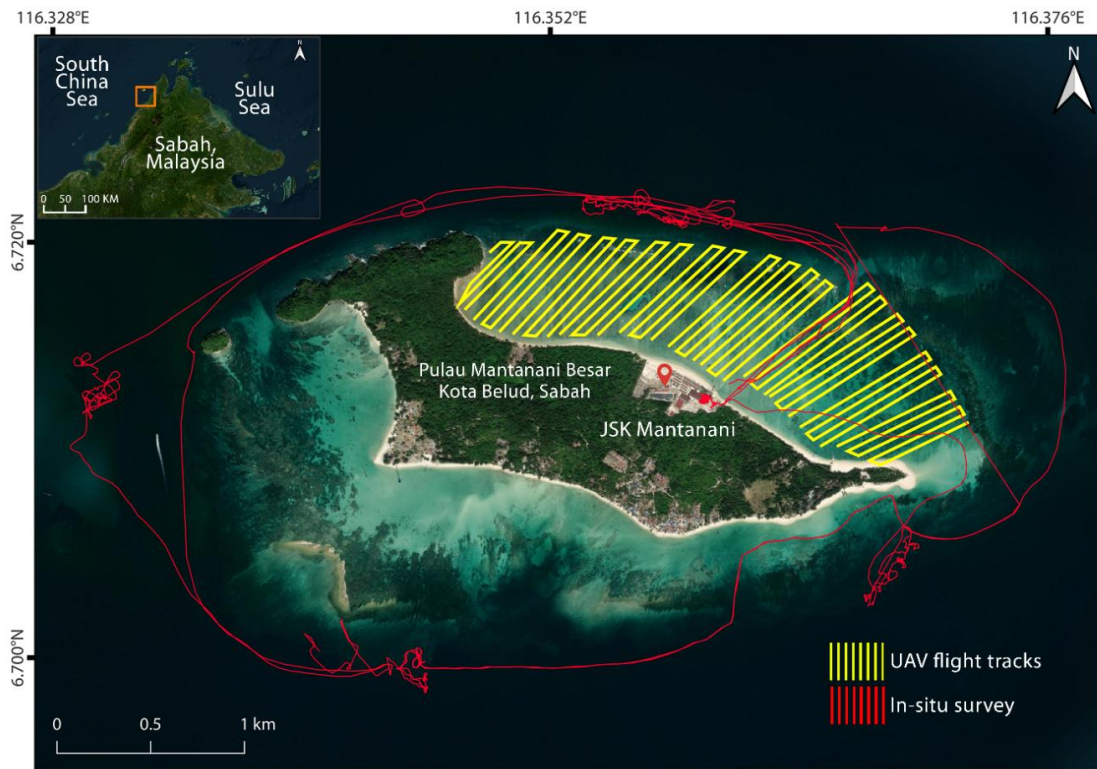 116.328°E
116.352°E
116.376°E
South
China
Sea
Sulu
Sea
Sabah,
Malaysia
N
0 50 100 KM
N
6.720°N
Pulau Mantanani Besar
Kota Belud, Sabah
JSK Mantanani
6.700°N
UAV flight tracks
In-situ survey
0 0.5 1 km